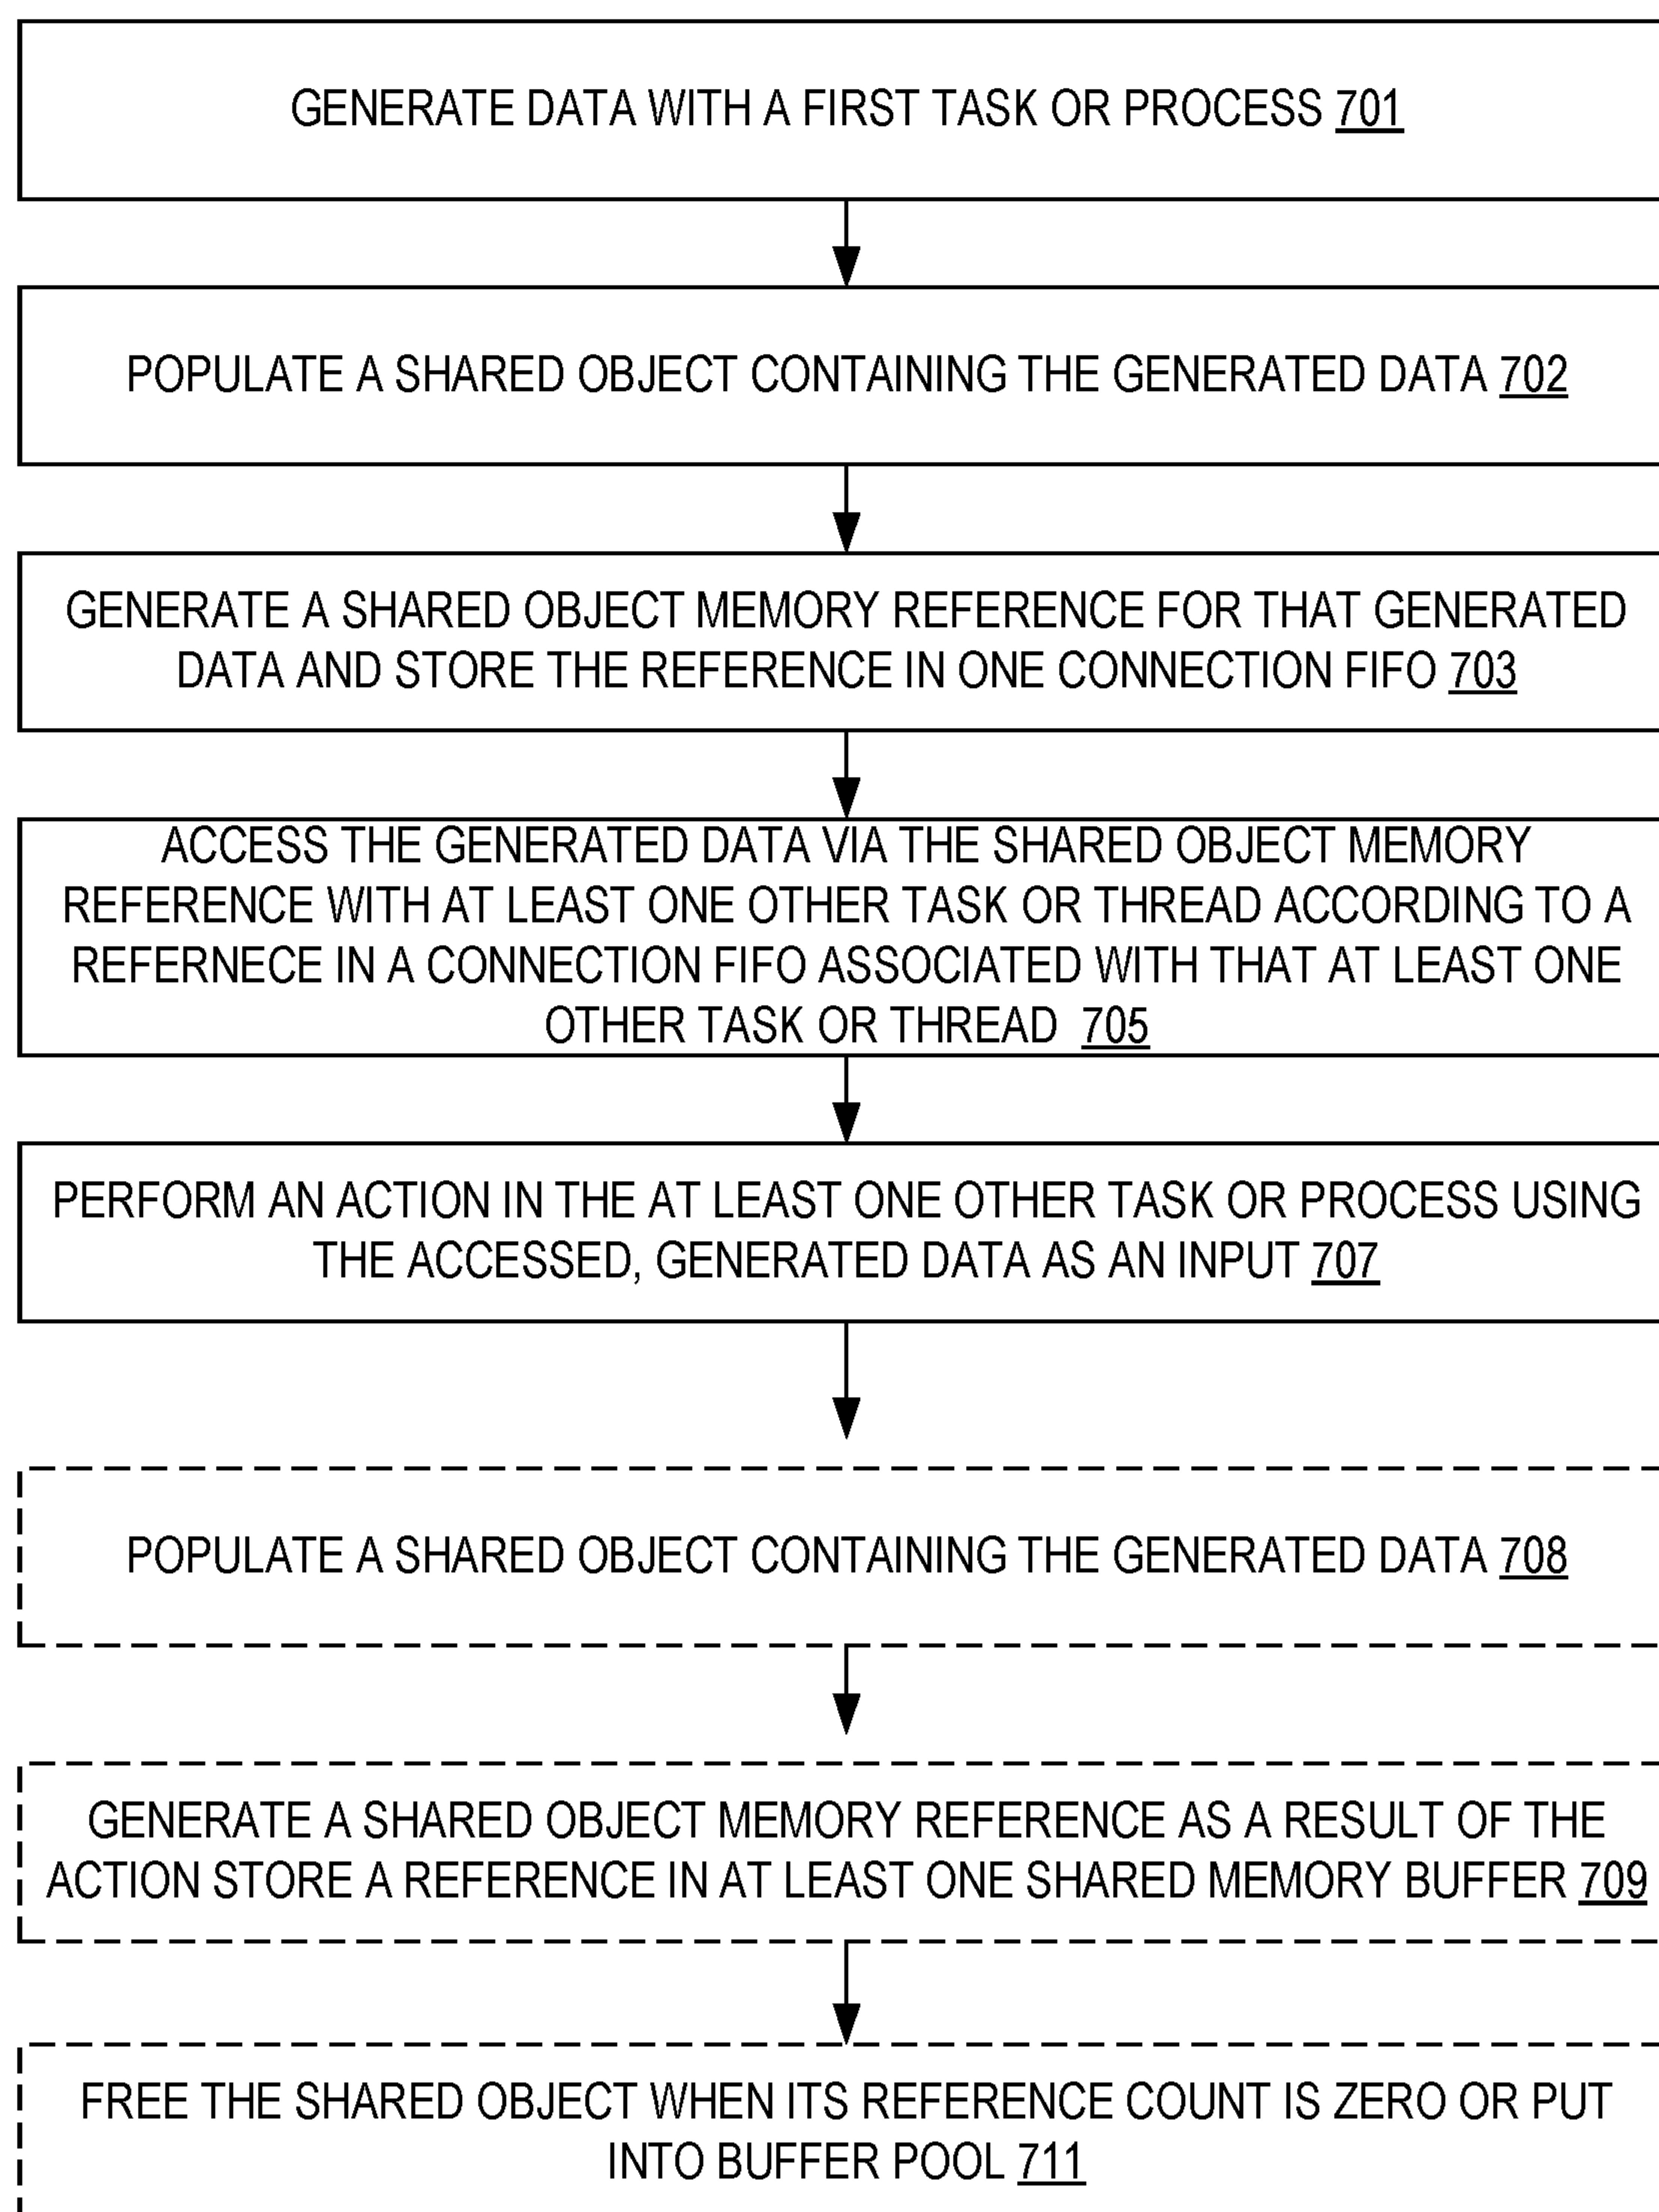 GENERATE DATA WITH A FIRST TASK OR PROCESS 701
POPULATE A SHARED OBJECT CONTAINING THE GENERATED DATA 702
GENERATE A SHARED OBJECT MEMORY REFERENCE FOR THAT GENERATED
DATA AND STORE THE REFERENCE IN ONE CONNECTION FIFO 703
ACCESS THE GENERATED DATA VIA THE SHARED OBJECT MEMORY
REFERENCE WITH AT LEAST ONE OTHER TASK OR THREAD ACCORDING TO A
REFERNECE IN A CONNECTION FIFO ASSOCIATED WITH THAT AT LEAST ONE
OTHER TASK OR THREAD 705
PERFORM AN ACTION IN THE AT LEAST ONE OTHER TASK OR PROCESS USING
THE ACCESSED, GENERATED DATA AS AN INPUT 707
POPULATE A SHARED OBJECT CONTAINING THE GENERATED DATA 708
GENERATE A SHARED OBJECT MEMORY REFERENCE AS A RESULT OF THE
ACTION STORE A REFERENCE IN AT LEAST ONE SHARED MEMORY BUFFER 709
FREE THE SHARED OBJECT WHEN ITS REFERENCE COUNT IS ZERO OR PUT
INTO BUFFER POOL 711